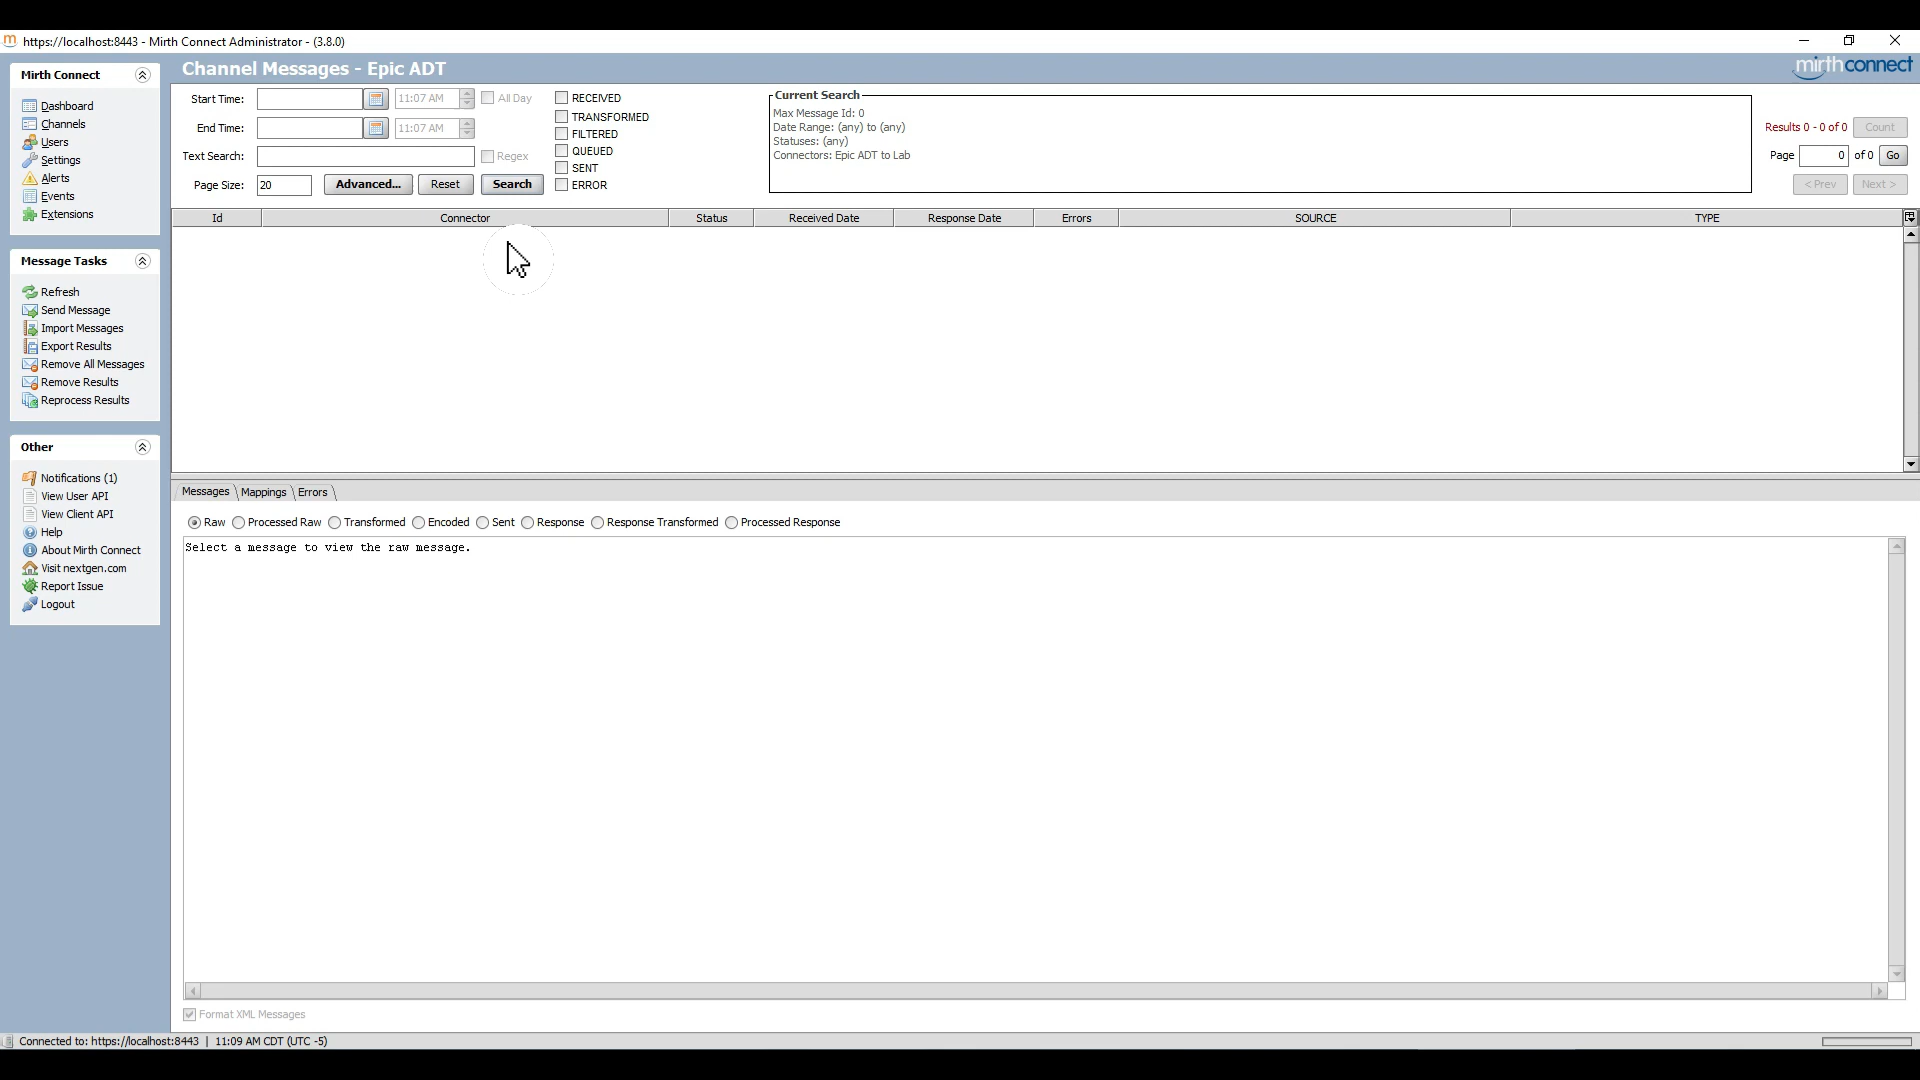 https://localhost:8443 - Mirth Connect Administrator - (3.8.0)
Mirth Connect
Dashboard
Channels
Users
Settings
Alerts
Events
Extensions
Message Tasks
Refresh
Send Message
Import Messages
Export Results
Remove All Messages
Remove Results
Reprocess Results
Other
Notifications (1)
View User API
View Client API
Help
About Mirth Connect
Visit nextgen.com
Report Issue
Logout
Channel Messages - Epic ADT
mirthconnect
Start Time: 11:07 AM All Day
End Time: 11:07 AM
Text Search: Regex
Page Size: 20 Advanced... Reset Search
RECEIVED
TRANSFORMED
FILTERED
QUEUED
SENT
ERROR
Current Search
Max Message Id: 0
Date Range: (any) to (any)
Statuses: (any)
Connectors: Epic ADT to Lab
Results 0 - 0 of 0 Count
Page 0 of 0 Go
< Prev Next >
Id Connector Status Received Date Response Date Errors SOURCE TYPE
Messages Mappings Errors
Raw Processed Raw Transformed Encoded Sent Response Response Transformed Processed Response
Select a message to view the raw message.
Format XML Messages
Connected to: https://localhost:8443 | 11:09 AM CDT (UTC -5)